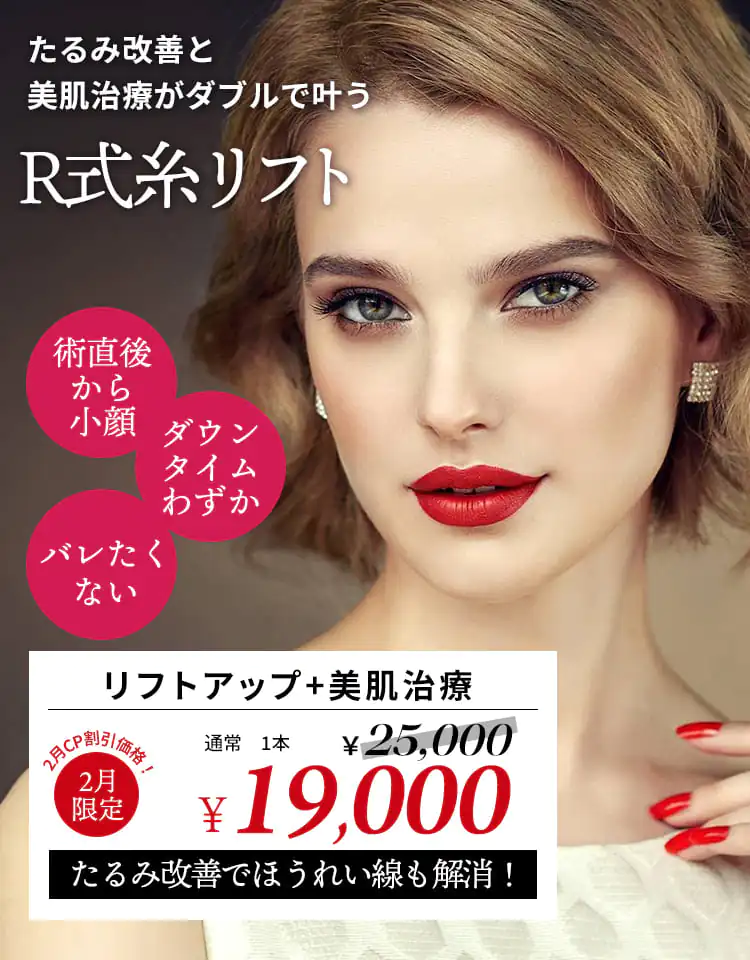 たるみ改善と
美肌治療がダブルで叶う
R式糸リフト
術直後
から
小顔
ダウン
タイム
わずか
バレたく
ない
リフトアップ+美肌治療
2月CP割引価格！
2月
限定
通常 1本 ¥25,000
¥19,000
たるみ改善でほうれい線も解消！